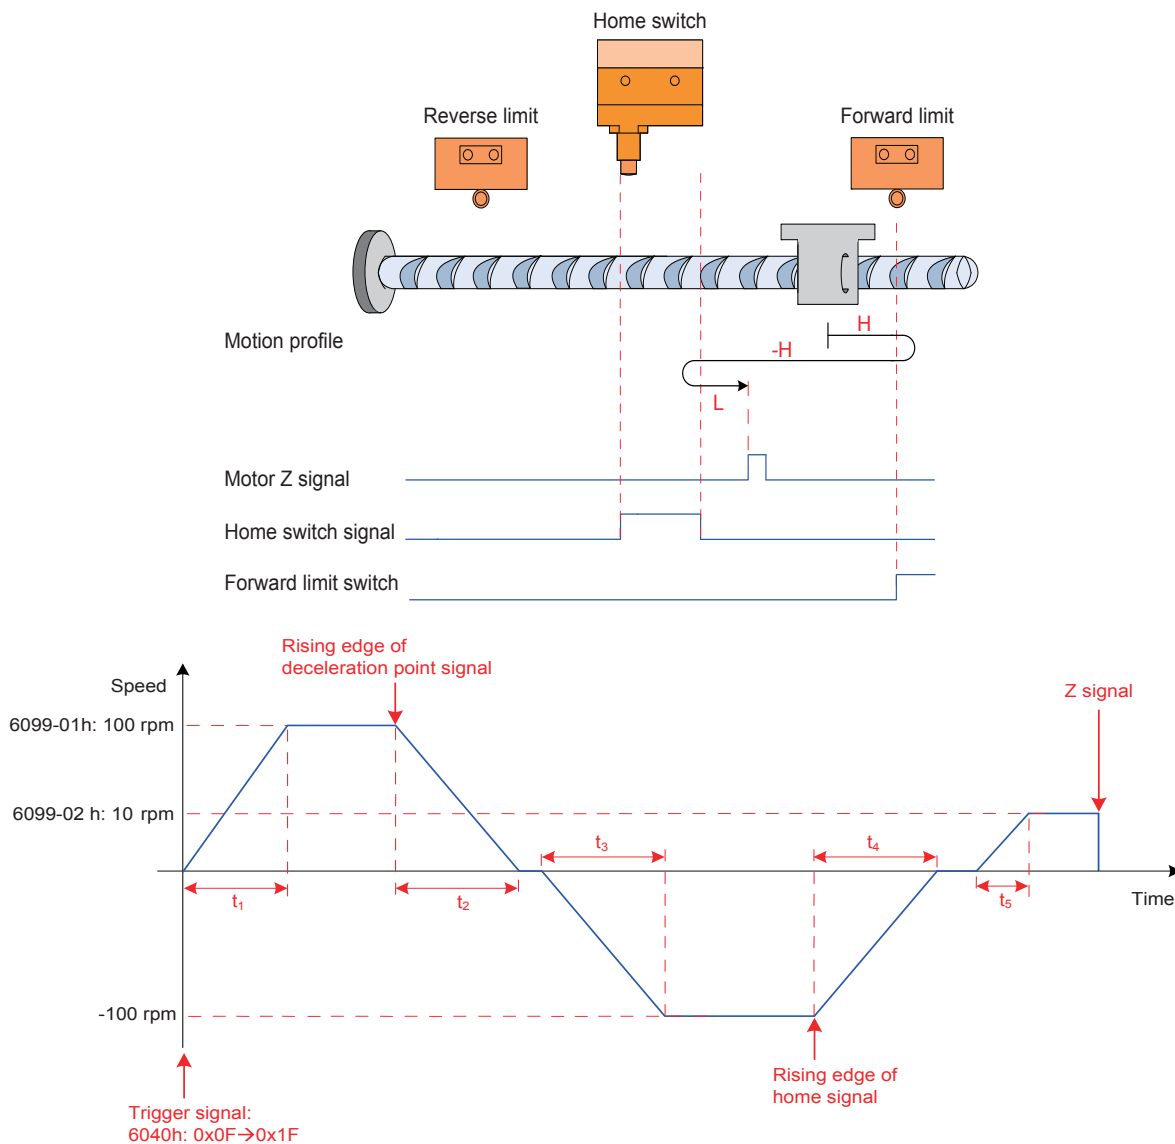 Home switch
Reverse limit
Forward limit
Motion profile
H
-H
L
Motor Z signal
Home switch signal
Forward limit switch
Rising edge of
deceleration point signal
Speed
Z signal
6099-01h: 100 rpm
6099-02 h: 10 rpm
t3
t4
t1
t2
t5
Time
-100 rpm
Rising edge of
home signal
Trigger signal:
6040h: 0x0F→0x1F